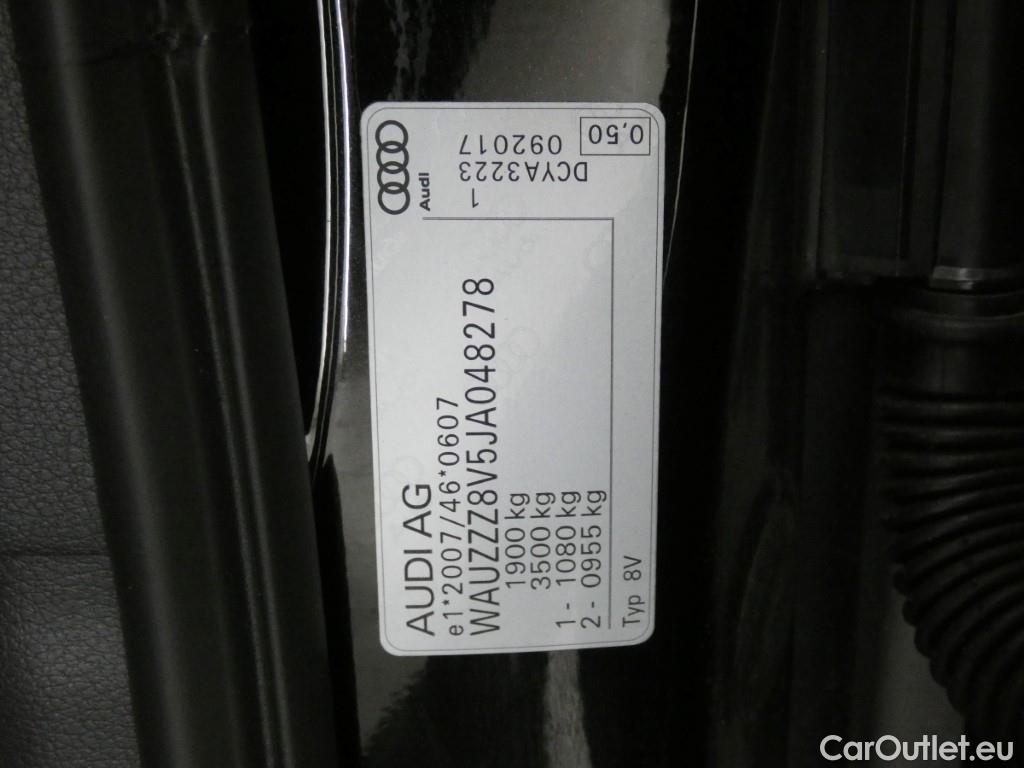 AUDI AG
e1*2007/46*0607
WAUZZZ8V5JA048278
1900 kg
3500 kg
1 - 1080 kg
2 - 0955 kg
Typ 8V
Audi
1
092017
DCYA3223
0,50
CarOutlet.eu